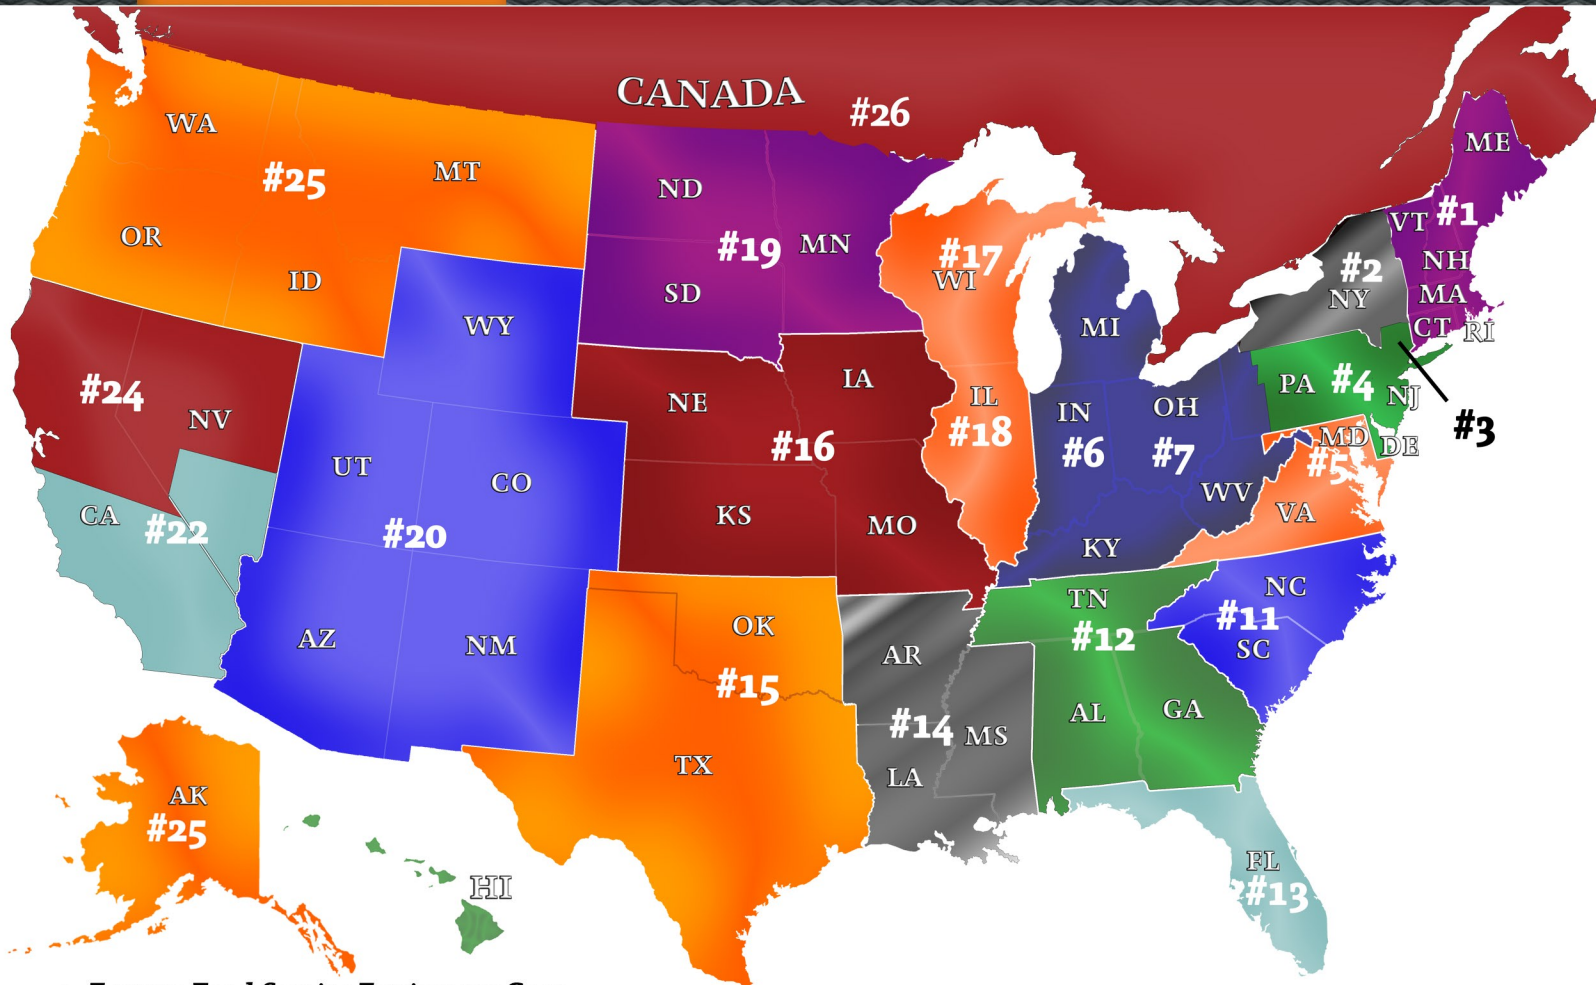 CANADA
#26
WA
#25
MT
OR
ID
ND
#19
MN
SD
#17
WI
MI
ME
VT
#1
NH
#2
NY
MA
CT
RI
WY
#24
NV
NE
IA
IL
#18
IN
#6
OH
#7
PA
#4
NJ
#3
MD
DE
#5
UT
CO
#16
KS
MO
WV
VA
KY
CA
#22
#20
AZ
NM
OK
#15
TX
TN
#12
NC
#11
SC
AR
#14
MS
LA
AL
GA
FL
#13
AK
#25
HI